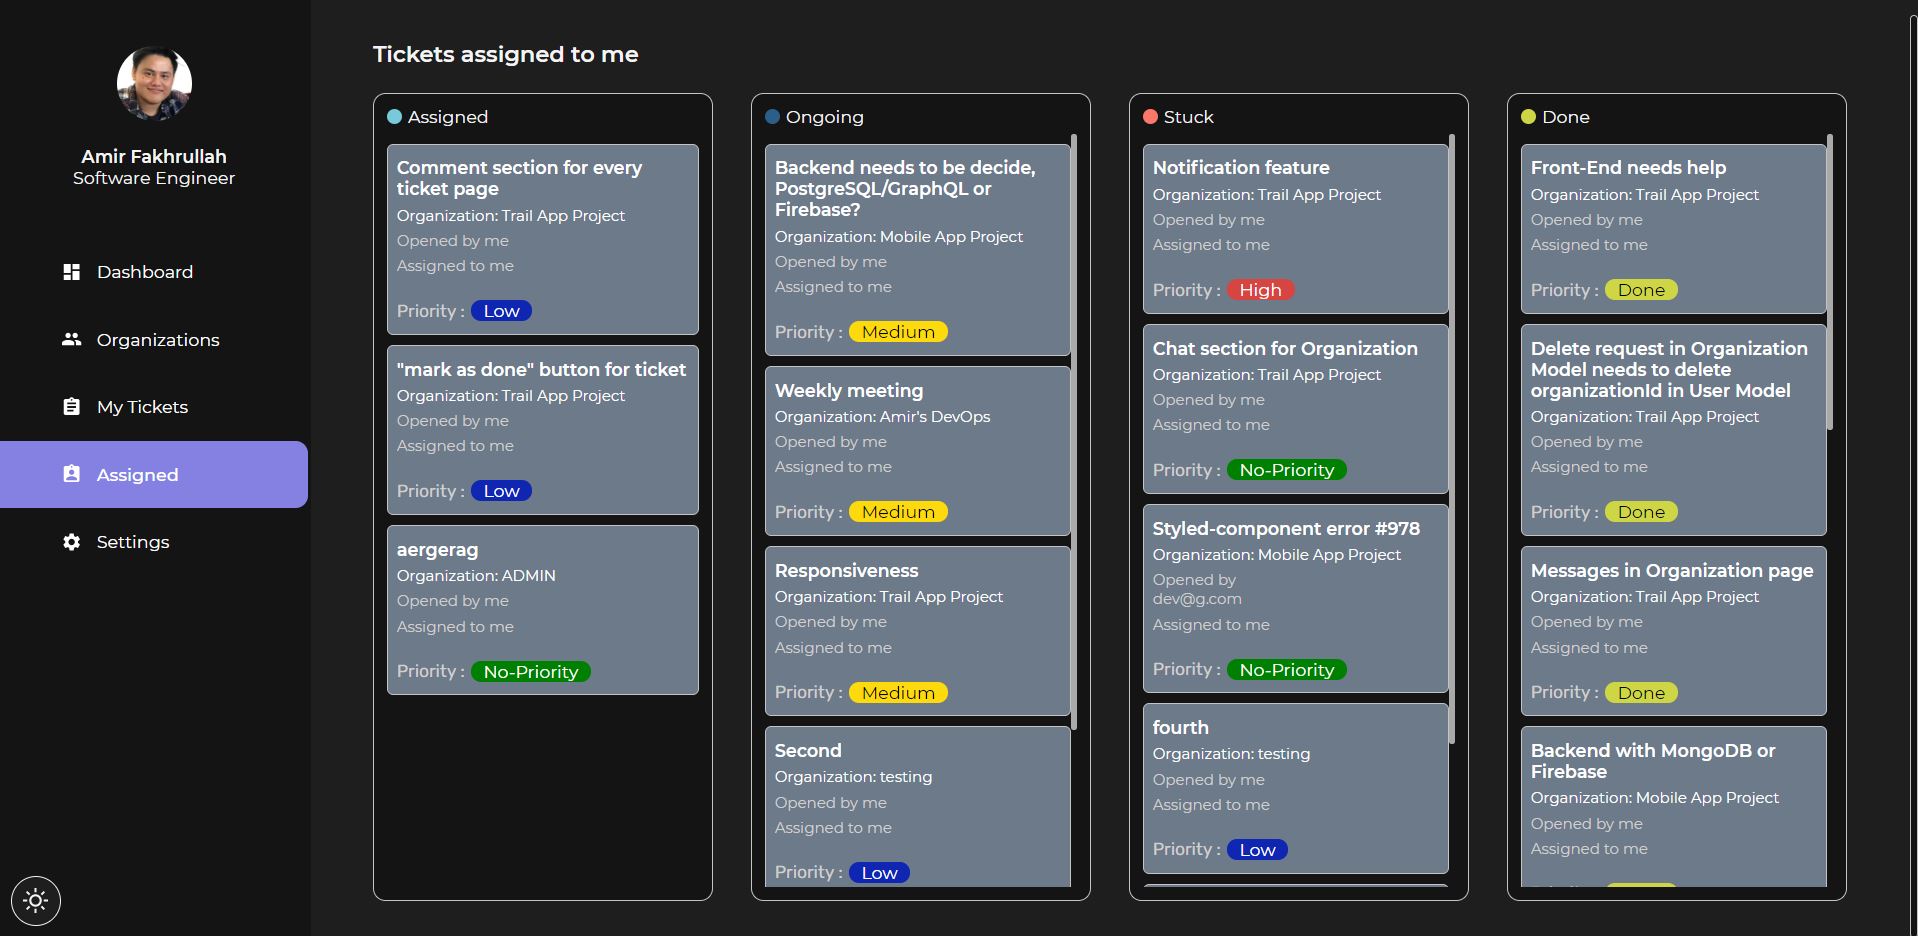 Amir Fakhrullah
Software Engineer
Dashboard
Organizations
My Tickets
Assigned
Settings
Tickets assigned to me
Assigned
Comment section for every
ticket page
Organization: Trail App Project
Opened by me
Assigned to me
Priority : Low
"mark as done" button for ticket
Organization: Trail App Project
Opened by me
Assigned to me
Priority : Low
aergerag
Organization: ADMIN
Opened by me
Assigned to me
Priority : No-Priority
Ongoing
Backend needs to be decide,
PostgreSQL/GraphQL or
Firebase?
Organization: Mobile App Project
Opened by me
Assigned to me
Priority : Medium
Weekly meeting
Organization: Amir's DevOps
Opened by me
Assigned to me
Priority : Medium
Responsiveness
Organization: Trail App Project
Opened by me
Assigned to me
Priority : Medium
Second
Organization: testing
Opened by me
Assigned to me
Priority : Low
Stuck
Notification feature
Organization: Trail App Project
Opened by me
Assigned to me
Priority : High
Chat section for Organization
Organization: Trail App Project
Opened by me
Assigned to me
Priority : No-Priority
Styled-component error #978
Organization: Mobile App Project
Opened by
dev@g.com
Assigned to me
Priority : No-Priority
fourth
Organization: testing
Opened by me
Assigned to me
Priority : Low
Done
Front-End needs help
Organization: Trail App Project
Opened by me
Assigned to me
Priority : Done
Delete request in Organization
Model needs to delete
organizationId in User Model
Organization: Trail App Project
Opened by me
Assigned to me
Priority : Done
Messages in Organization page
Organization: Trail App Project
Opened by me
Assigned to me
Priority : Done
Backend with MongoDB or
Firebase
Organization: Mobile App Project
Opened by me
Assigned to me